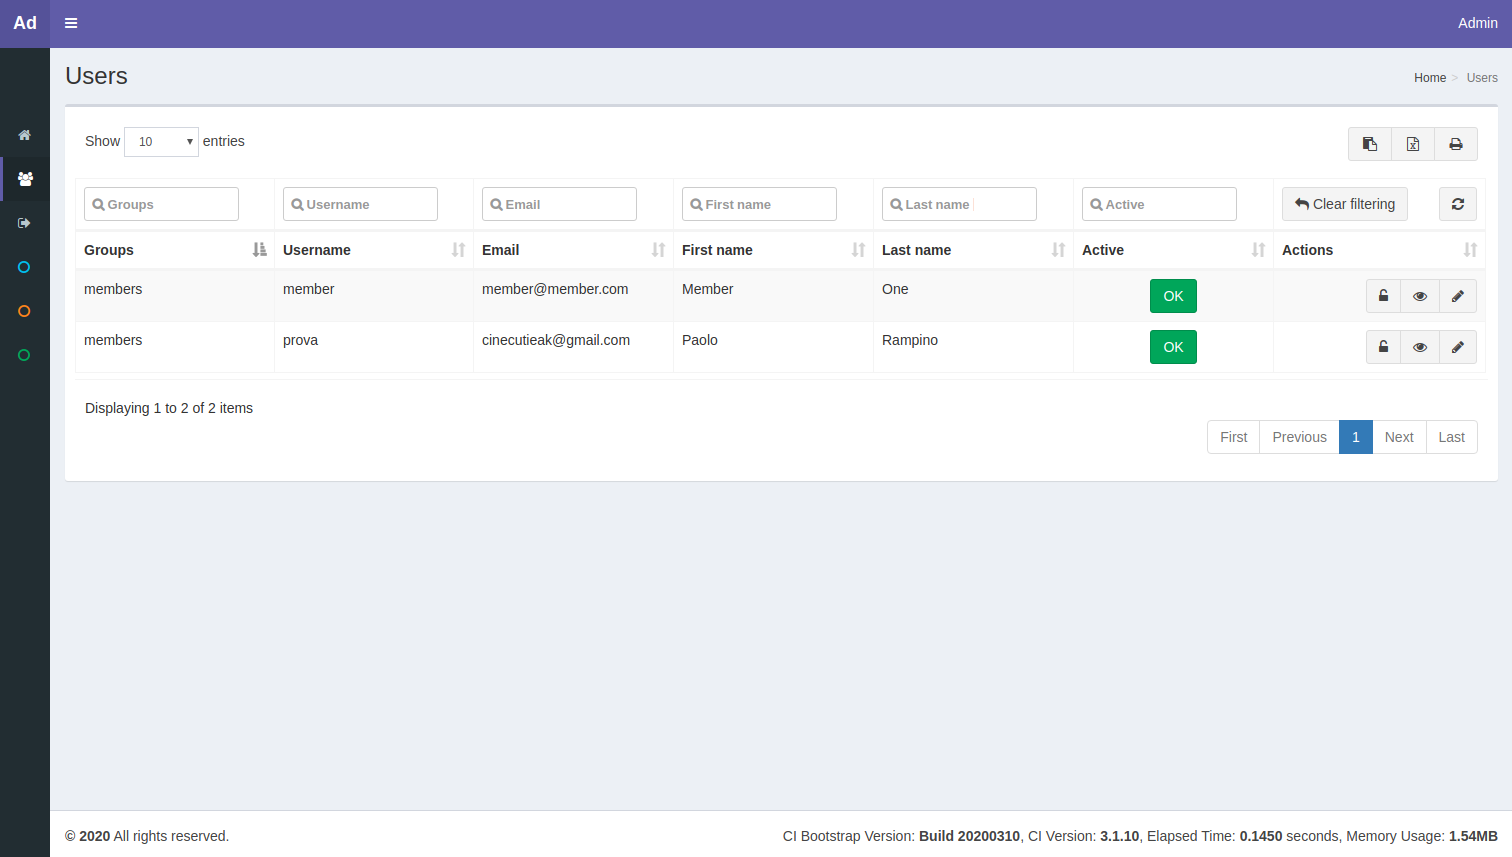 Ad Admin
Users Home > Users
Show 10 entries
Groups Username Email First name Last name Active Clear filtering
Groups Username Email First name Last name Active Actions
members member member@member.com Member One OK
members prova cinecutieak@gmail.com Paolo Rampino OK
Displaying 1 to 2 of 2 items
First Previous 1 Next Last
© 2020 All rights reserved. CI Bootstrap Version: Build 20200310, CI Version: 3.1.10, Elapsed Time: 0.1450 seconds, Memory Usage: 1.54MB